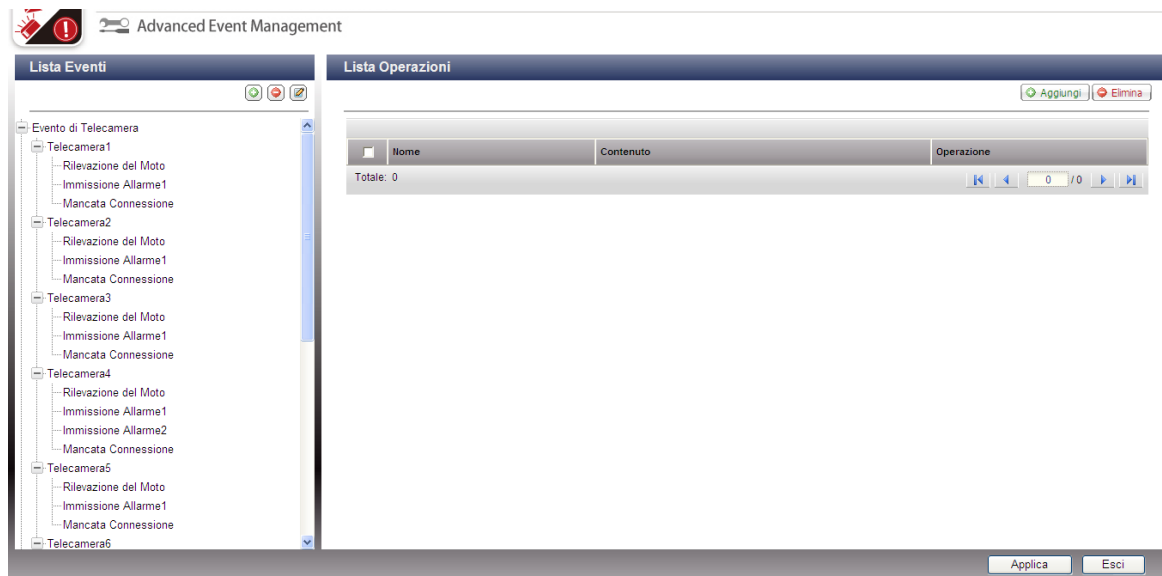 Advanced Event Management
Lista Eventi
Lista Operazioni
Aggiungi
Elimina
Evento di Telecamera
Telecamera1
Rilevazione del Moto
Immissione Allarme1
Mancata Connessione
Telecamera2
Rilevazione del Moto
Immissione Allarme1
Mancata Connessione
Telecamera3
Rilevazione del Moto
Immissione Allarme1
Mancata Connessione
Telecamera4
Rilevazione del Moto
Immissione Allarme1
Immissione Allarme2
Mancata Connessione
Telecamera5
Rilevazione del Moto
Immissione Allarme1
Mancata Connessione
Telecamera6
Nome Contenuto Operazione
Totale: 0
0 / 0
Applica
Esci